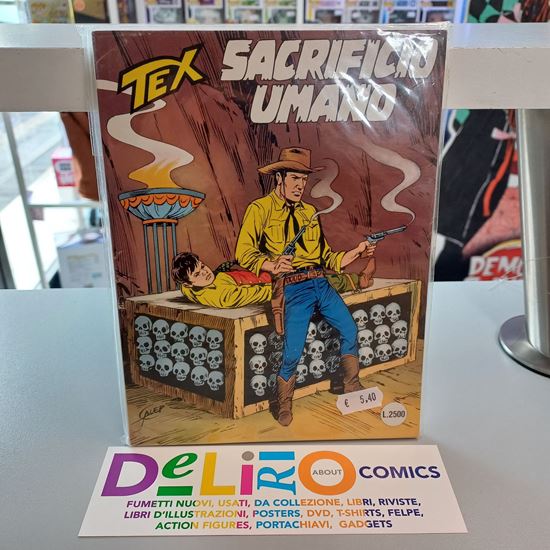 TEX
SACRIFICIO
UMANO
GALEP
€ 5,40
L.2500
DEM
DeLiRIO
ABOUT
COMICS
FUMETTI NUOVI, USATI, DA COLLEZIONE, LIBRI, RIVISTE,
LIBRI D'ILLUSTRAZIONI, POSTERS, DVD, T-SHIRTS, FELPE,
ACTION FIGURES, PORTACHIAVI, GADGETS